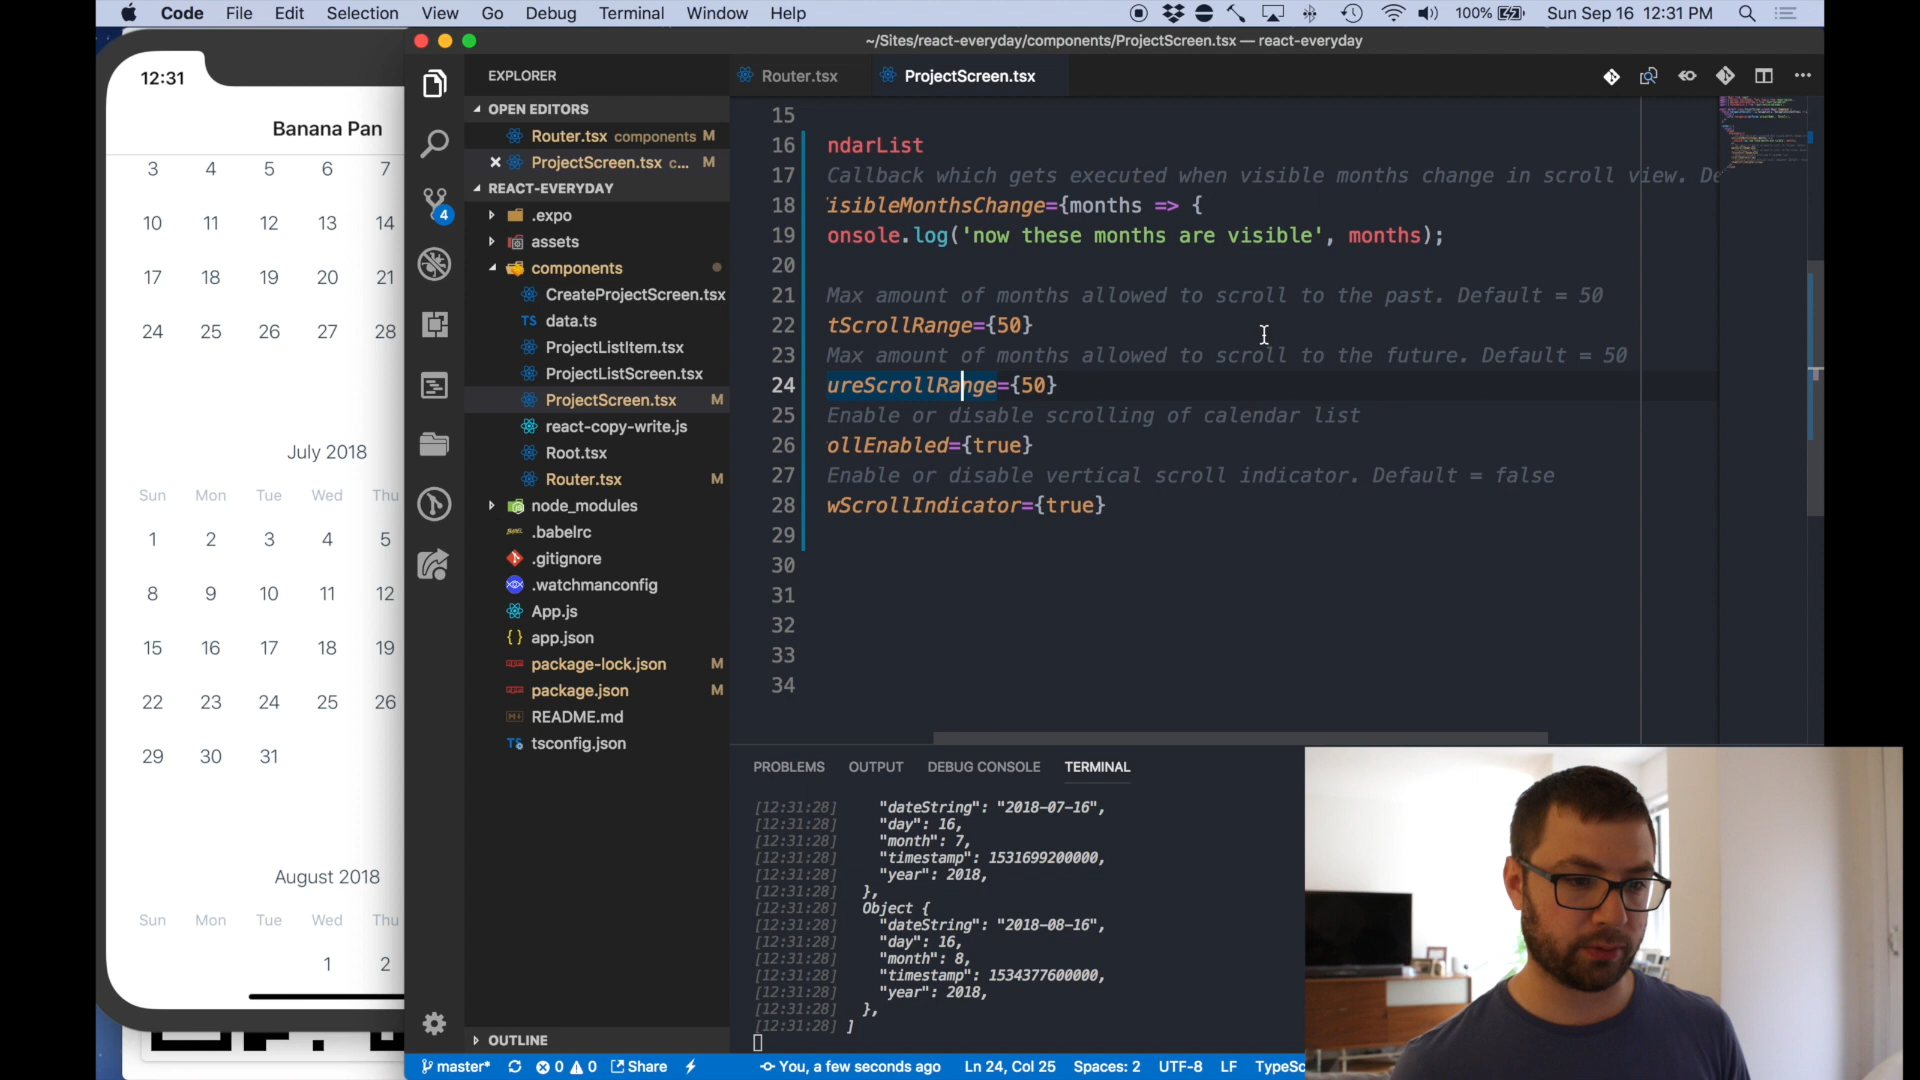 Code File Edit Selection View Go Debug Terminal Window Help
100% Sun Sep 16 12:31 PM
~/Sites/react-everyday/components/ProjectScreen.tsx — react-everyday
12:31
Banana Pan
3 4 5 6 7
10 11 12 13 14
17 18 19 20 21
24 25 26 27 28
July 2018
Sun Mon Tue Wed Thu
1 2 3 4 5
8 9 10 11 12
15 16 17 18 19
22 23 24 25 26
29 30 31
August 2018
Sun Mon Tue Wed Thu
1 2
EXPLORER
OPEN EDITORS
Router.tsx components M
ProjectScreen.tsx c... M
REACT-EVERYDAY
4
.expo
assets
components
CreateProjectScreen.tsx
TS data.ts
ProjectListItem.tsx
ProjectListScreen.tsx
ProjectScreen.tsx M
react-copy-write.js
Root.tsx
Router.tsx M
node_modules
.babelrc
.gitignore
.watchmanconfig
App.js
{} app.json
package-lock.json M
package.json M
README.md
tsconfig.json
OUTLINE
Router.tsx ProjectScreen.tsx
15
16 ndarList
17 Callback which gets executed when visible months change in scroll view. De
18 isibleMonthsChange={months => {
19 onsole.log('now these months are visible', months);
20
21 Max amount of months allowed to scroll to the past. Default = 50
22 tScrollRange={50}
23 Max amount of months allowed to scroll to the future. Default = 50
24 ureScrollRange={50}
25 Enable or disable scrolling of calendar list
26 ollEnabled={true}
27 Enable or disable vertical scroll indicator. Default = false
28 wScrollIndicator={true}
29
30
31
32
33
34
PROBLEMS OUTPUT DEBUG CONSOLE TERMINAL
[12:31:28] "dateString": "2018-07-16",
[12:31:28] "day": 16,
[12:31:28] "month": 7,
[12:31:28] "timestamp": 1531699200000,
[12:31:28] "year": 2018,
[12:31:28] },
[12:31:28] Object {
[12:31:28] "dateString": "2018-08-16",
[12:31:28] "day": 16,
[12:31:28] "month": 8,
[12:31:28] "timestamp": 1534377600000,
[12:31:28] "year": 2018,
[12:31:28] },
[12:31:28] ]
master* 0 0 Share You, a few seconds ago Ln 24, Col 25 Spaces: 2 UTF-8 LF TypeSc